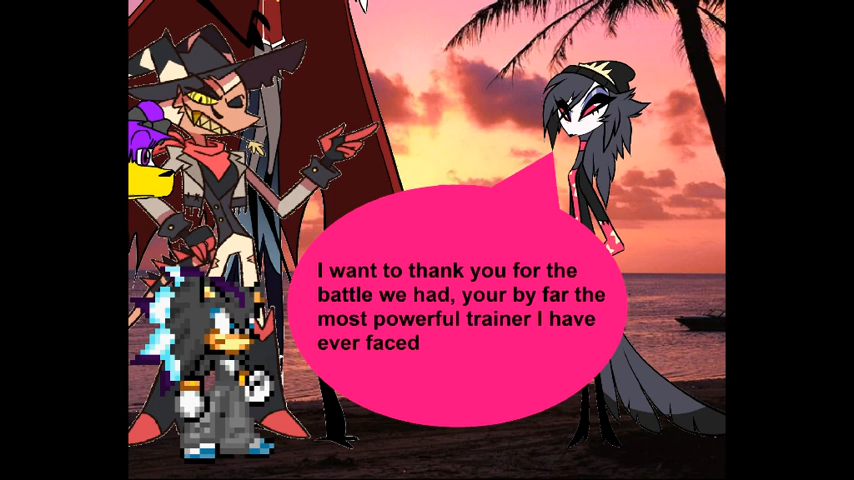 I want to thank you for the
battle we had, your by far the
most powerful trainer I have
ever faced